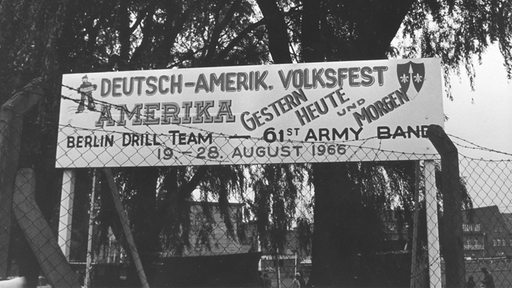 DEUTSCH-AMERIK. VOLKSFEST
AMERIKA GESTERN HEUTE UND MORGEN
BERLIN DRILL TEAM — 61ST ARMY BAND
19.-28. AUGUST 1966